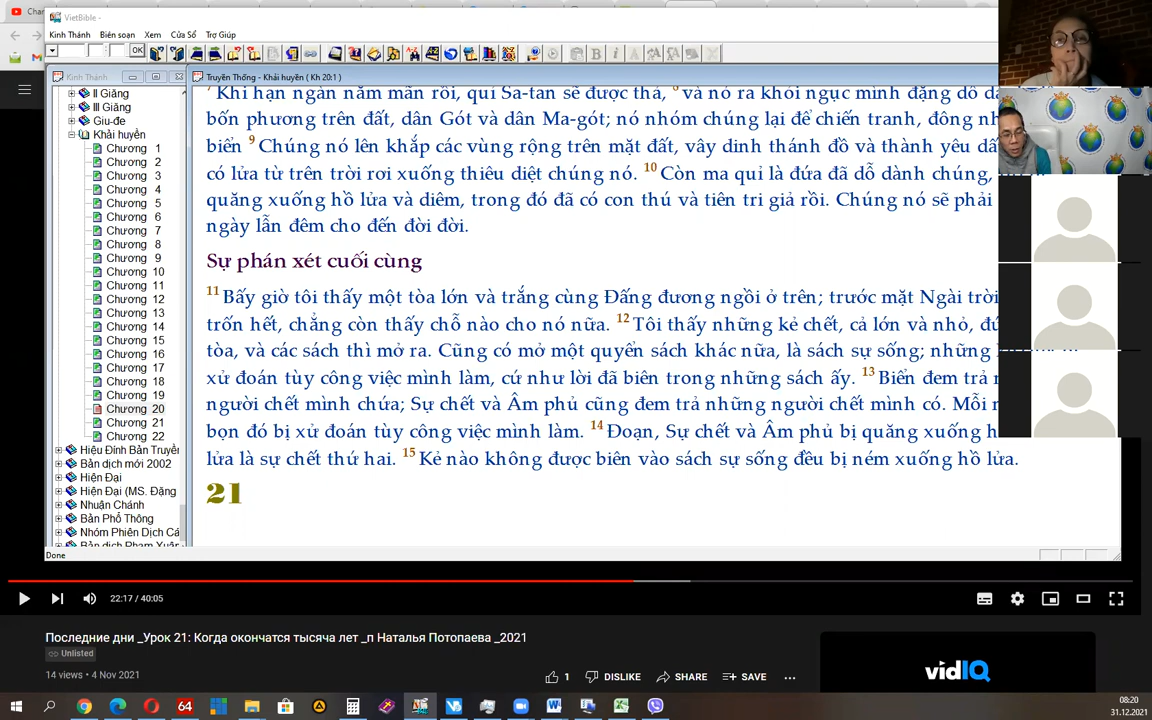 Chan
VietBible -
Kinh Thánh Biên soạn Xem Cửa Sổ Trợ Giúp
OK
Kinh Thánh
Truyền Thống - Khải huyền ( Kh 20:1 )
II Giăng
III Giăng
Giu-đe
Khải huyền
Chương 1
Chương 2
Chương 3
Chương 4
Chương 5
Chương 6
Chương 7
Chương 8
Chương 9
Chương 10
Chương 11
Chương 12
Chương 13
Chương 14
Chương 15
Chương 16
Chương 17
Chương 18
Chương 19
Chương 20
Chương 21
Chương 22
Hiệu Đính Bản Truyền
Bản dịch mới 2002
Hiện Đại
Hiện Đại (MS. Đặng
Nhuận Chánh
Bản Phổ Thông
Nhóm Phiên Dịch Cá
Bản dịch Phạm Xuân
7 Khi hạn ngàn năm mãn rồi, quỉ Sa-tan sẽ được thả, 8 và nó ra khỏi ngục mình đặng dỗ dà
bốn phương trên đất, dân Gót và dân Ma-gót; nó nhóm chúng lại để chiến tranh, đông nh
biển 9 Chúng nó lên khắp các vùng rộng trên mặt đất, vây dinh thánh đồ và thành yêu dấ
có lửa từ trên trời rơi xuống thiêu diệt chúng nó. 10 Còn ma quỉ là đứa đã dỗ dành chúng,
quăng xuống hồ lửa và diêm, trong đó đã có con thú và tiên tri giả rồi. Chúng nó sẽ phải
ngày lẫn đêm cho đến đời đời.
Sự phán xét cuối cùng
11 Bấy giờ tôi thấy một tòa lớn và trắng cùng Đấng đương ngồi ở trên; trước mặt Ngài trời
trốn hết, chẳng còn thấy chỗ nào cho nó nữa. 12 Tôi thấy những kẻ chết, cả lớn và nhỏ, đứ
tòa, và các sách thì mở ra. Cũng có mở một quyển sách khác nữa, là sách sự sống; những
xử đoán tùy công việc mình làm, cứ như lời đã biên trong những sách ấy. 13 Biển đem trả
người chết mình chứa; Sự chết và Âm phủ cũng đem trả những người chết mình có. Mỗi
bọn đó bị xử đoán tùy công việc mình làm. 14 Đoạn, Sự chết và Âm phủ bị quăng xuống h
lửa là sự chết thứ hai. 15 Kẻ nào không được biên vào sách sự sống đều bị ném xuống hồ lửa.
21
Done
22:17 / 40:05
Последние дни _Урок 21: Когда окончатся тысяча лет _п Наталья Потопаева _2021
Unlisted
14 views • 4 Nov 2021
1 DISLIKE SHARE SAVE
vidIQ
64
08:20
31.12.2021